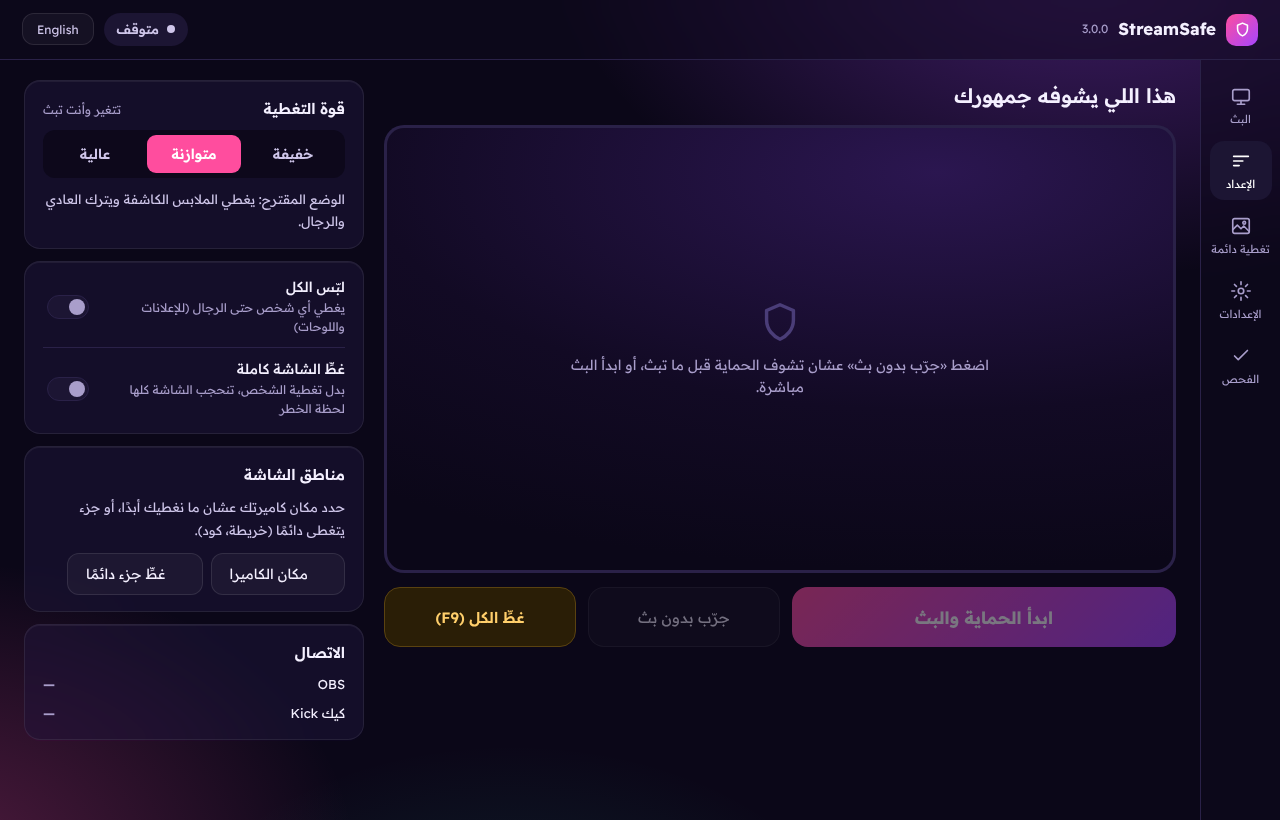 StreamSafe 3.0.0
متوقف
English
البث
الإعداد
تغطية دائمة
الإعدادات
الفحص
هذا اللي يشوفه جمهورك
اضغط «جرّب بدون بث» عشان تشوف الحماية قبل ما تبث، أو ابدأ البث
مباشرة.
ابدأ الحماية والبث
جرّب بدون بث
غطِّ الكل (F9)
قوة التغطية
تتغير وأنت تبث
خفيفة
متوازنة
عالية
الوضع المقترح: يغطي الملابس الكاشفة ويترك العادي
والرجال.
لبّس الكل
يغطي أي شخص حتى الرجال (للإعلانات
واللوحات)
غطِّ الشاشة كاملة
بدل تغطية الشخص، تنحجب الشاشة كلها
لحظة الخطر
مناطق الشاشة
حدد مكان كاميرتك عشان ما نغطيك أبدًا، أو جزء
يتغطى دائمًا (خريطة، كود).
مكان الكاميرا
غطِّ جزء دائمًا
الاتصال
OBS —
كيك Kick —